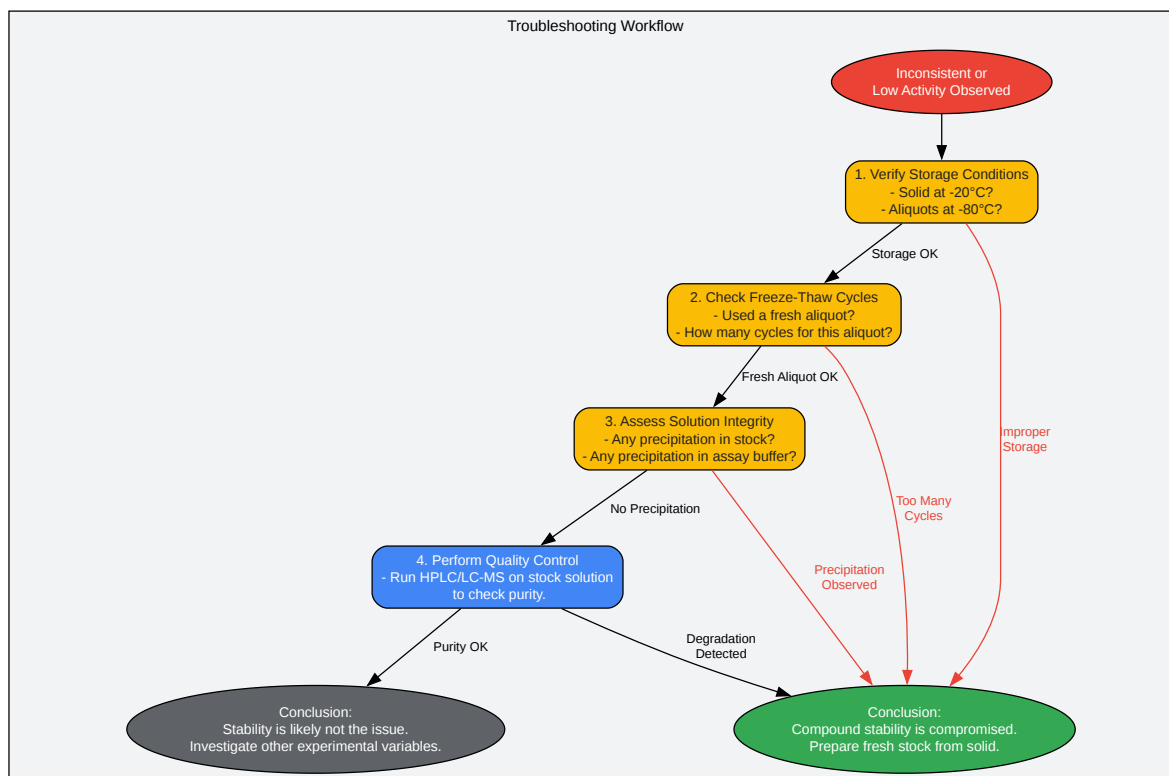 Troubleshooting Workflow
Inconsistent or
Low Activity Observed
1. Verify Storage Conditions
- Solid at -20°C?
- Aliquots at -80°C?
Storage OK
2. Check Freeze-Thaw Cycles
- Used a fresh aliquot?
- How many cycles for this aliquot?
Fresh Aliquot OK
3. Assess Solution Integrity
- Any precipitation in stock?
- Any precipitation in assay buffer?
Improper
Storage
Too Many
Cycles
No Precipitation
4. Perform Quality Control
- Run HPLC/LC-MS on stock solution
to check purity.
Precipitation
Observed
Purity OK
Degradation
Detected
Conclusion:
Stability is likely not the issue.
Investigate other experimental variables.
Conclusion:
Compound stability is compromised.
Prepare fresh stock from solid.